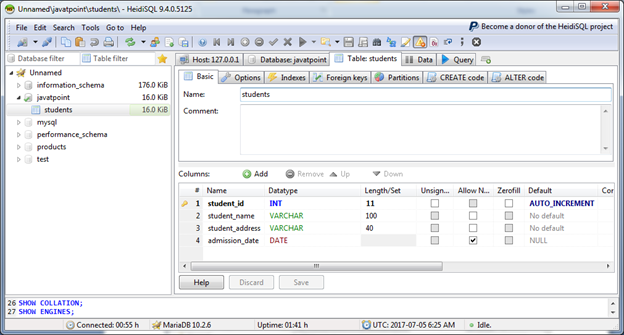 Unnamed\javatpoint\students\ - HeidiSQL 9.4.0.5125
File Edit Search Tools Go to Help
Become a donor of the HeidiSQL project
Database filter Table filter
Host: 127.0.0.1 Database: javatpoint Table: students Data Query
Unnamed
information_schema 176.0 KiB
javatpoint 16.0 KiB
students 16.0 KiB
mysql
performance_schema
products
test
Basic Options Indexes Foreign keys Partitions CREATE code ALTER code
Name: students
Comment:
Columns: Add Remove Up Down
# Name Datatype Length/Set Unsign... Allow N... Zerofill Default
1 student_id INT 11 AUTO_INCREMENT
2 student_name VARCHAR 100 No default
3 student_address VARCHAR 40 No default
4 admission_date DATE NULL
Help Discard Save
26 SHOW COLLATION;
27 SHOW ENGINES;
Connected: 00:55 h MariaDB 10.2.6 Uptime: 01:41 h UTC: 2017-07-05 6:25 AM Idle.